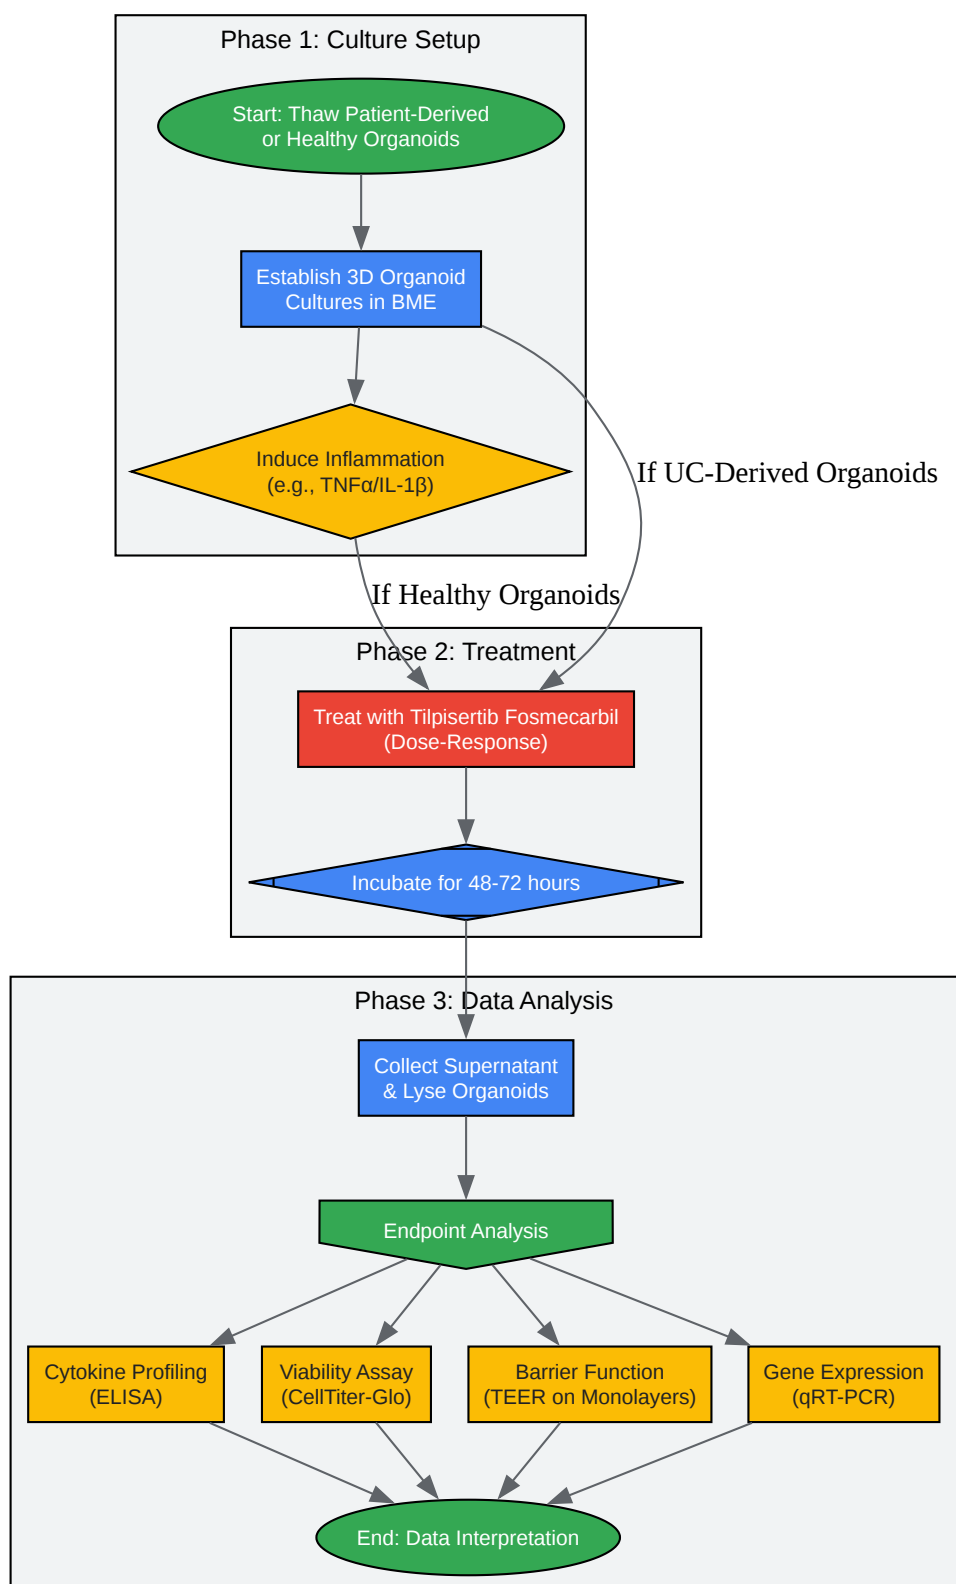 Phase 1: Culture Setup
Start: Thaw Patient-Derived
or Healthy Organoids
Establish 3D Organoid
Cultures in BME
Induce Inflammation
(e.g., TNFα/IL-1β)
If UC-Derived Organoids
If Healthy Organoids
Phase 2: Treatment
Treat with Tilpisertib Fosmecarbil
(Dose-Response)
Incubate for 48-72 hours
Phase 3: Data Analysis
Collect Supernatant
& Lyse Organoids
Endpoint Analysis
Cytokine Profiling
(ELISA)
Viability Assay
(CellTiter-Glo)
Barrier Function
(TEER on Monolayers)
Gene Expression
(qRT-PCR)
End: Data Interpretation